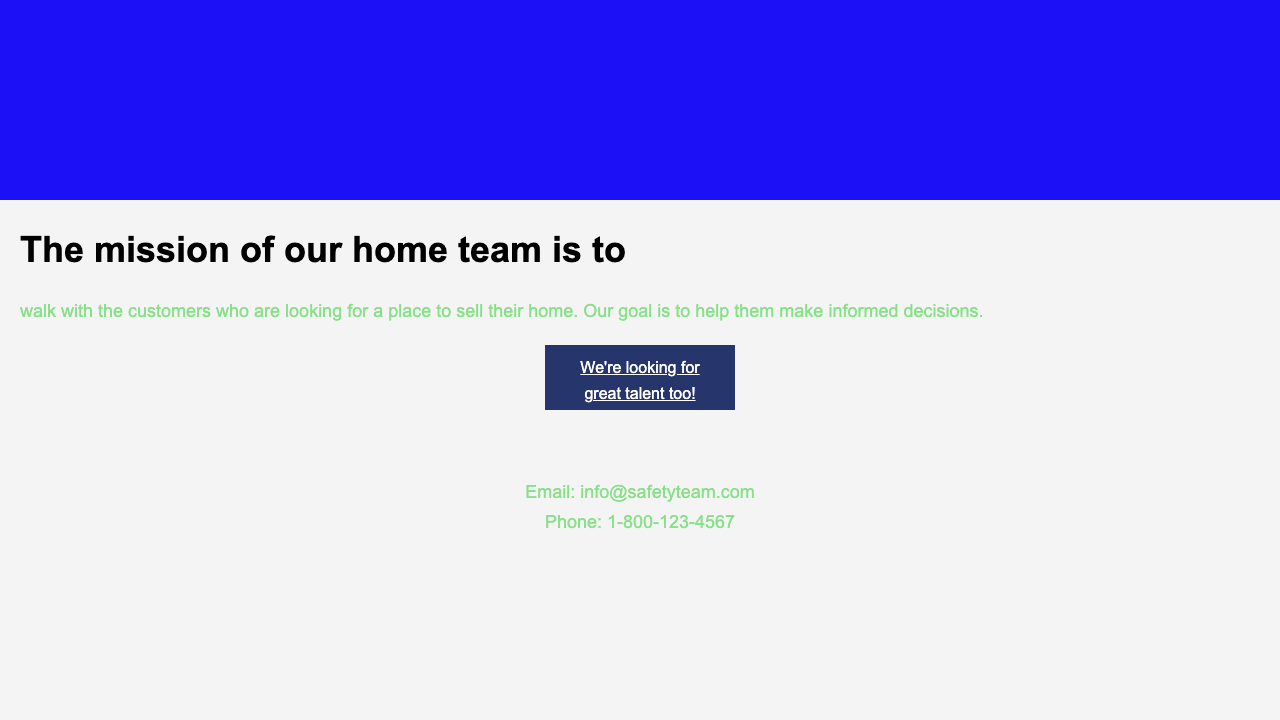 The mission of our home team is to
walk with the customers who are looking for a place to sell their home. Our goal is to help them make informed decisions.
We're looking for
great talent too!
Email: info@safetyteam.com
Phone: 1-800-123-4567